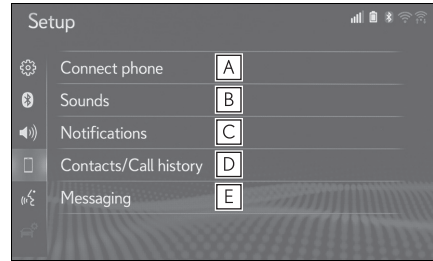 Setup
Connect phone A
Sounds B
Notifications C
Contacts/Call history D
Messaging E